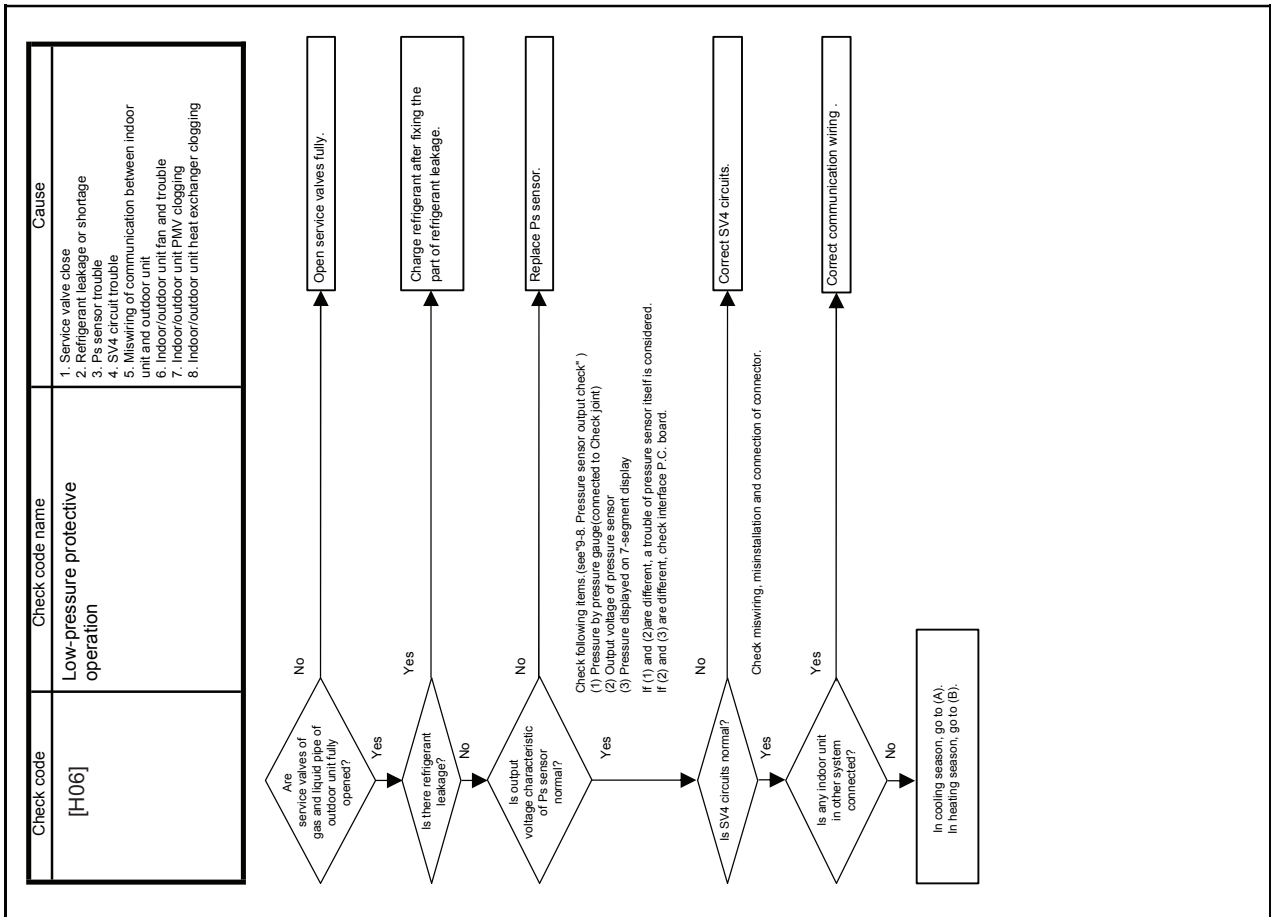 Check code
Check code name
Cause
[H06]
Low-pressure protective
operation
1. Service valve close
2. Refrigerant leakage or shortage
3. Ps sensor trouble
4. SV4 circuit trouble
5. Miswiring of communication between indoor
unit and outdoor unit
6. Indoor/outdoor unit fan and trouble
7. Indoor/outdoor unit PMV clogging
8. Indoor/outdoor unit heat exchanger clogging
Are
service valves of
gas and liquid pipe of
outdoor unit fully
opened?
No
Open service valves fully.
Yes
Is there refrigerant
leakage?
Yes
Charge refrigerant after fixing the
part of refrigerant leakage.
No
Is output
voltage characteristic
of Ps sensor
normal?
No
Replace Ps sensor.
Yes
Check following items.(see"9-8. Pressure sensor output check" )
(1) Pressure by pressure gauge(connected to Check joint)
(2) Output voltage of pressure sensor
(3) Pressure displayed on 7-segment display
If (1) and (2)are different, a trouble of pressure sensor itself is considered.
If (2) and (3) are different, check interface P.C. board.
Is SV4 circuits normal?
No
Correct SV4 circuits.
Yes
Check miswiring, misinstallation and connection of connector.
Is any indoor unit
in other system
connected?
Yes
Correct communication wiring .
No
In cooling season, go to (A).
In heating season, go to (B).